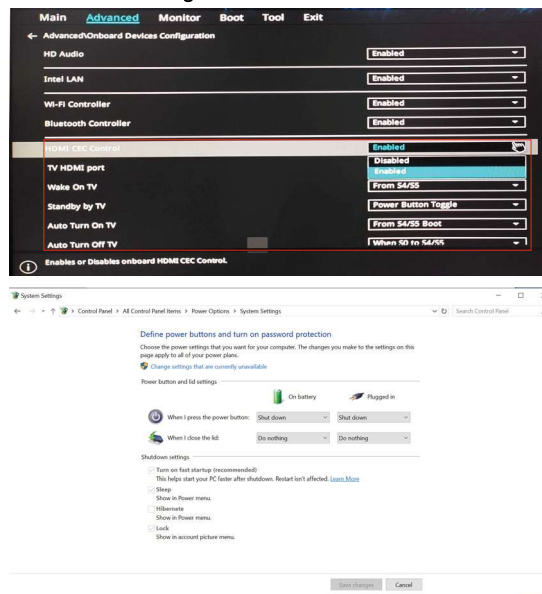 Main Advanced Monitor Boot Tool Exit
← Advanced\Onboard Devices Configuration
HD Audio Enabled
Intel LAN Enabled
Wi-Fi Controller Enabled
Bluetooth Controller Enabled
HDMI CEC Control Enabled
Disabled
TV HDMI port Enabled
Wake On TV From S4/S5
Standby by TV Power Button Toggle
Auto Turn On TV From S4/S5 Boot
Auto Turn Off TV When S0 to S4/S5
Enables or Disables onboard HDMI CEC Control.
System Settings
Control Panel > All Control Panel Items > Power Options > System Settings Search Control Panel
Define power buttons and turn on password protection
Choose the power settings that you want for your computer. The changes you make to the settings on this
page apply to all of your power plans.
Change settings that are currently unavailable
Power button and lid settings
On battery Plugged in
When I press the power button: Shut down Shut down
When I close the lid: Do nothing Do nothing
Shutdown settings
Turn on fast startup (recommended)
This helps start your PC faster after shutdown. Restart isn't affected. Learn More
Sleep
Show in Power menu.
Hibernate
Show in Power menu.
Lock
Show in account picture menu.
Save changes Cancel